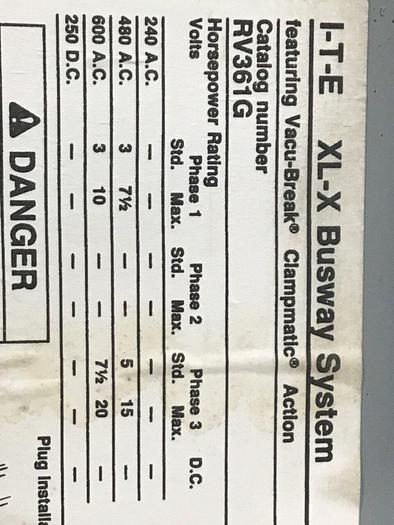 I-T-E XL-X Busway System
featuring Vacu-Break® Clampmatic® Action
Catalog number
RV361G
Horsepower Rating
Phase 1 Phase 2 Phase 3 D.C.
Volts Std. Max. Std. Max. Std. Max.
240 A.C. — — — — — — —
480 A.C. 3 7½ — — 5 15 —
600 A.C. 3 10 — — 7½ 20 —
250 D.C. — — — — — — —
⚠ DANGER
Plug Installa